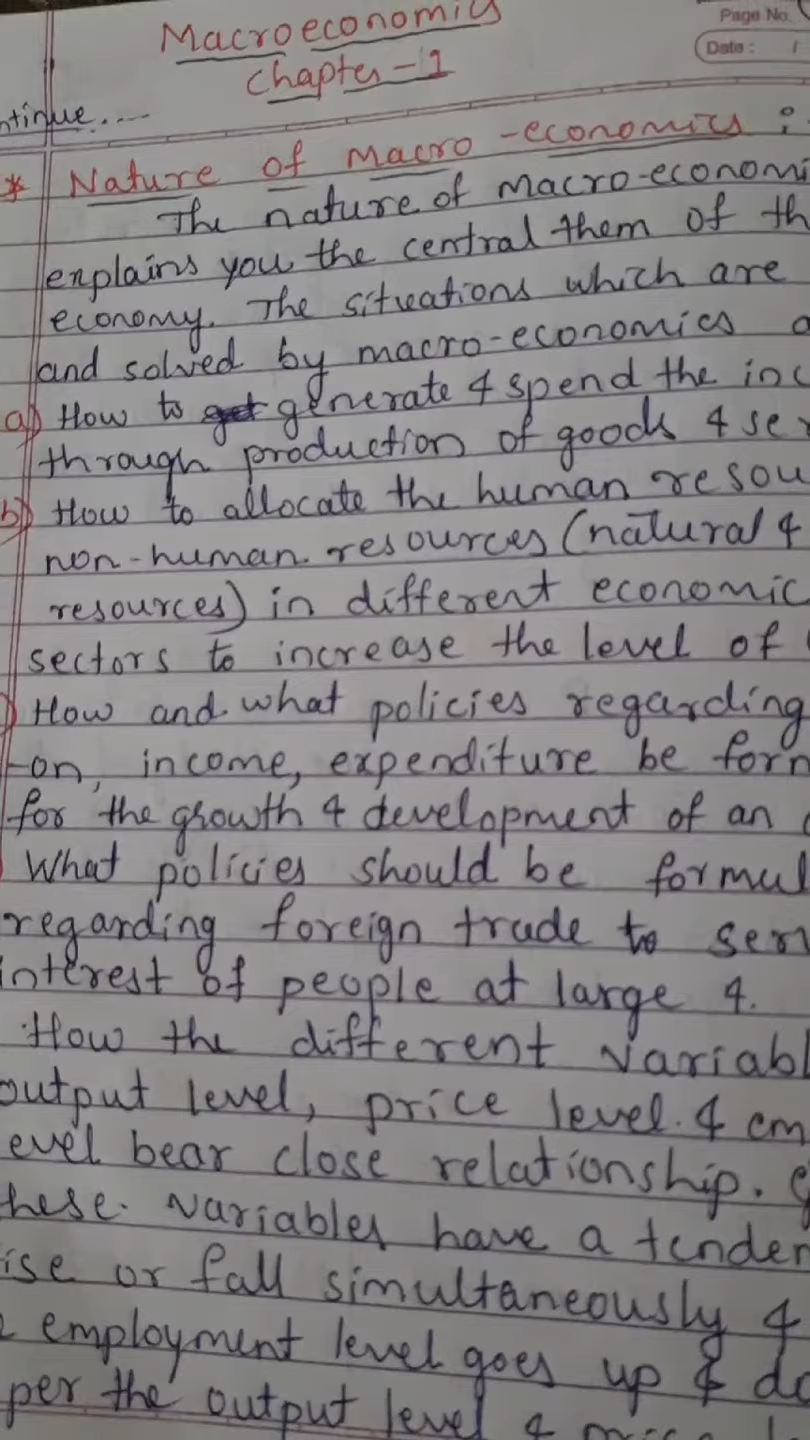 Macroeconomics
Page No.
Chapter-1
Date : /
ntinue....
* Nature of Macro-economics :
The nature of macro-economi
explains you the central them of th
economy. The situations which are
and solved by macro-economics a
a) How to get generate & spend the inc
through production of goods & ser
b) How to allocate the human resou
non-human resources (natural &
resources) in different economic
sectors to increase the level of
) How and what policies regarding
-on, income, expenditure be form
for the growth & development of an
What policies should be formul
regarding foreign trade to ser
interest of people at large &.
How the different variabl
output level, price level. & em
evel bear close relationship.
hese. variables have a tenden
ise or fall simultaneously &
employment level goes up & do
per the output level &